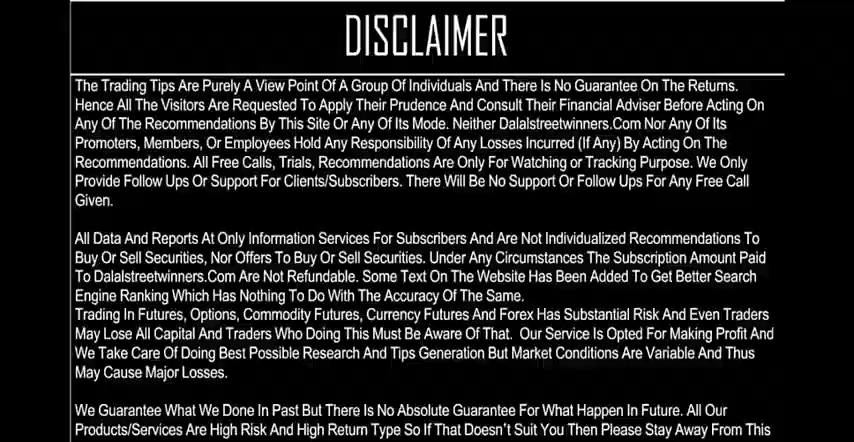 DISCLAIMER
The Trading Tips Are Purely A View Point Of A Group Of Individuals And There Is No Guarantee On The Returns.
Hence All The Visitors Are Requested To Apply Their Prudence And Consult Their Financial Adviser Before Acting On
Any Of The Recommendations By This Site Or Any Of Its Mode. Neither Dalalstreetwinners.Com Nor Any Of Its
Promoters, Members, Or Employees Hold Any Responsibility Of Any Losses Incurred (If Any) By Acting On The
Recommendations. All Free Calls, Trials, Recommendations Are Only For Watching or Tracking Purpose. We Only
Provide Follow Ups Or Support For Clients/Subscribers. There Will Be No Support Or Follow Ups For Any Free Call
Given.
All Data And Reports At Only Information Services For Subscribers And Are Not Individualized Recommendations To
Buy Or Sell Securities, Nor Offers To Buy Or Sell Securities. Under Any Circumstances The Subscription Amount Paid
To Dalalstreetwinners.Com Are Not Refundable. Some Text On The Website Has Been Added To Get Better Search
Engine Ranking Which Has Nothing To Do With The Accuracy Of The Same.
Trading In Futures, Options, Commodity Futures, Currency Futures And Forex Has Substantial Risk And Even Traders
May Lose All Capital And Traders Who Doing This Must Be Aware Of That. Our Service Is Opted For Making Profit And
We Take Care Of Doing Best Possible Research And Tips Generation But Market Conditions Are Variable And Thus
May Cause Major Losses.
We Guarantee What We Done In Past But There Is No Absolute Guarantee For What Happen In Future. All Our
Products/Services Are High Risk And High Return Type So If That Doesn't Suit You Then Please Stay Away From This